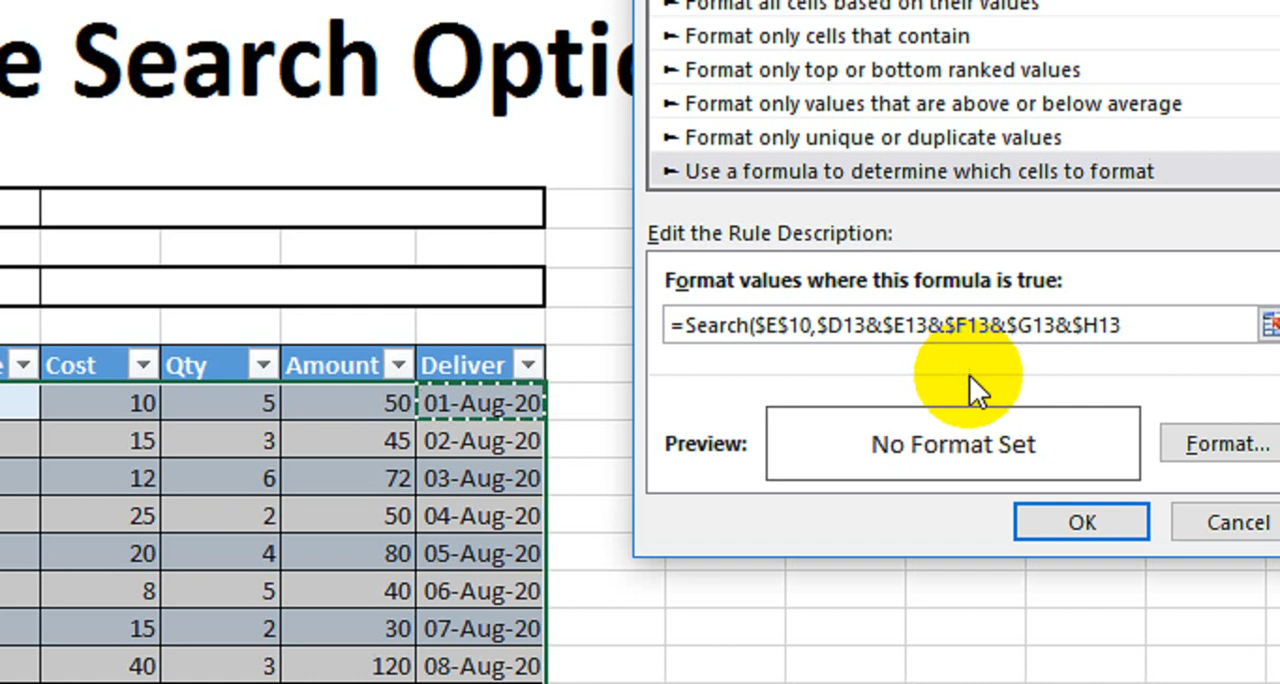 e Search Optio
Format all cells based on their values
► Format only cells that contain
► Format only top or bottom ranked values
► Format only values that are above or below average
► Format only unique or duplicate values
► Use a formula to determine which cells to format
Edit the Rule Description:
Format values where this formula is true:
=Search($E$10,$D13&$E13&$F13&$G13&$H13
Preview: No Format Set Format...
OK Cancel
e Cost Qty Amount Deliver
10 5 50 01-Aug-20
15 3 45 02-Aug-20
12 6 72 03-Aug-20
25 2 50 04-Aug-20
20 4 80 05-Aug-20
8 5 40 06-Aug-20
15 2 30 07-Aug-20
40 3 120 08-Aug-20